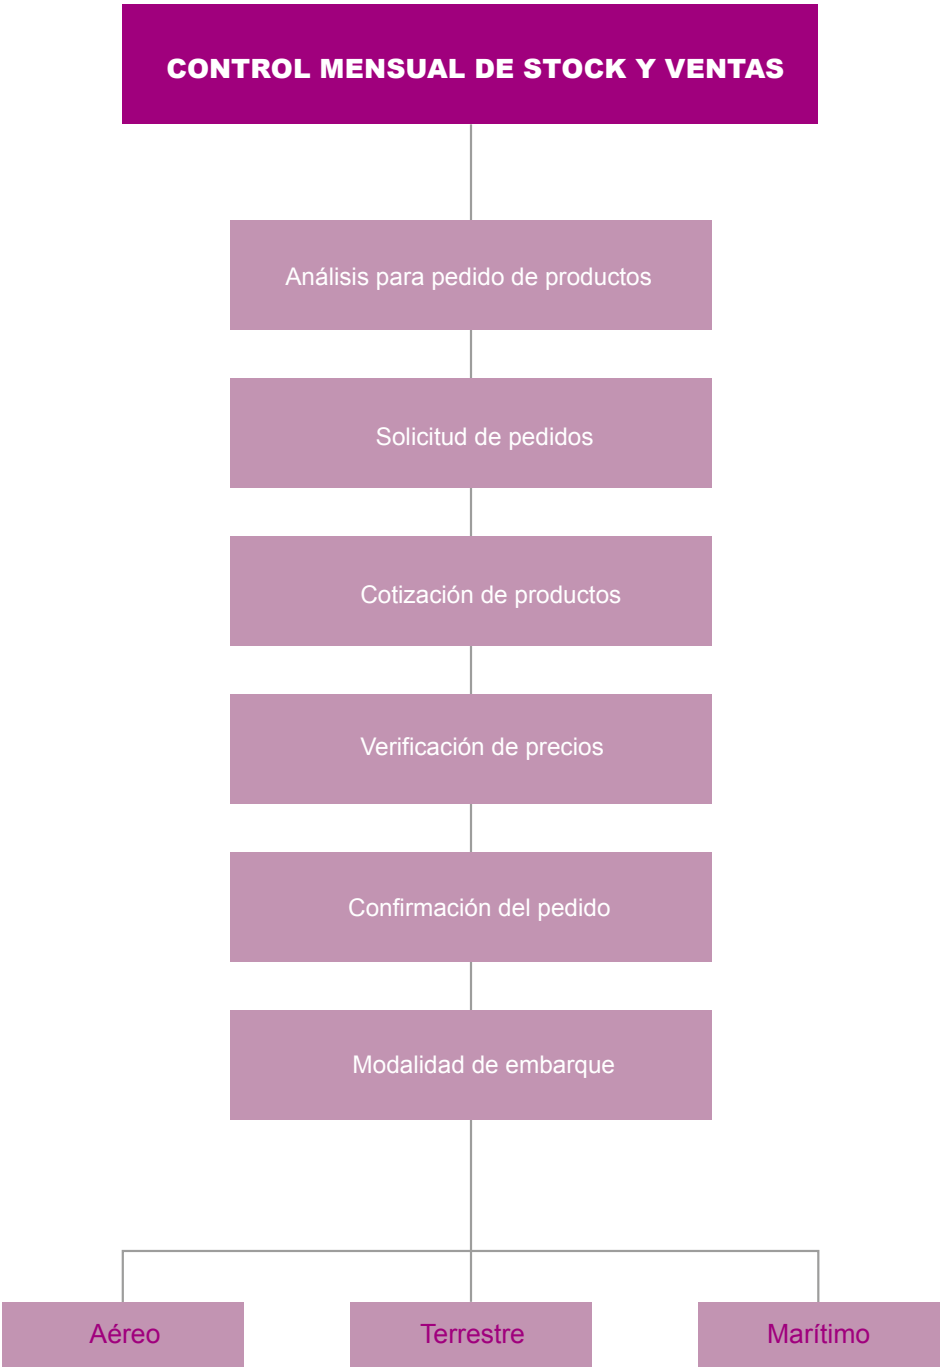 CONTROL MENSUAL DE STOCK Y VENTAS
Análisis para pedido de productos
Solicitud de pedidos
Cotización de productos
Verificación de precios
Confirmación del pedido
Modalidad de embarque
Aéreo
Terrestre
Marítimo